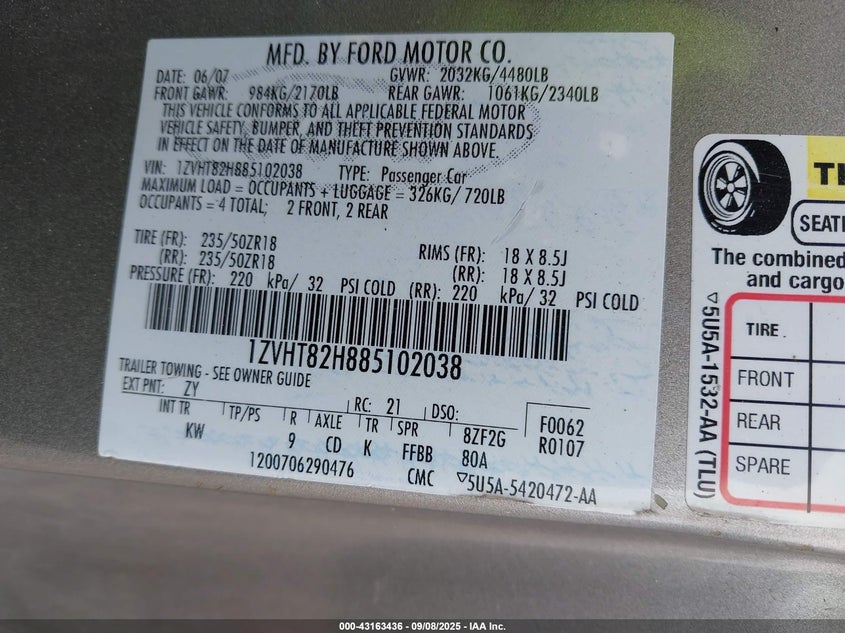 MFD. BY FORD MOTOR CO.
DATE: 06/07 GVWR: 2032KG/4480LB
FRONT GAWR: 984KG/2170LB REAR GAWR: 1061KG/2340LB
THIS VEHICLE CONFORMS TO ALL APPLICABLE FEDERAL MOTOR
VEHICLE SAFETY, BUMPER, AND THEFT PREVENTION STANDARDS
IN EFFECT ON THE DATE OF MANUFACTURE SHOWN ABOVE.
VIN: 1ZVHT82H885102038 TYPE: Passenger Car
MAXIMUM LOAD = OCCUPANTS + LUGGAGE = 326KG/ 720LB
OCCUPANTS = 4 TOTAL; 2 FRONT, 2 REAR
TIRE (FR): 235/50ZR18 RIMS (FR): 18 X 8.5J
(RR): 235/50ZR18 (RR): 18 X 8.5J
PRESSURE (FR): 220 kPa/ 32 PSI COLD (RR): 220 kPa/ 32 PSI COLD
1ZVHT82H885102038
TRAILER TOWING - SEE OWNER GUIDE
EXT PNT: ZY RC: 21 DSO: F0062
INT TR TP/PS R AXLE TR SPR 8ZF2G R0107
KW 9 CD K FFBB 80A
1200706290476 CMC 5U5A-5420472-AA
SEATI
The combined
and cargo
TIRE
FRONT
REAR
SPARE
5U5A-1532-AA (TLU)
000-43163436 - 09/08/2025 - IAA Inc.